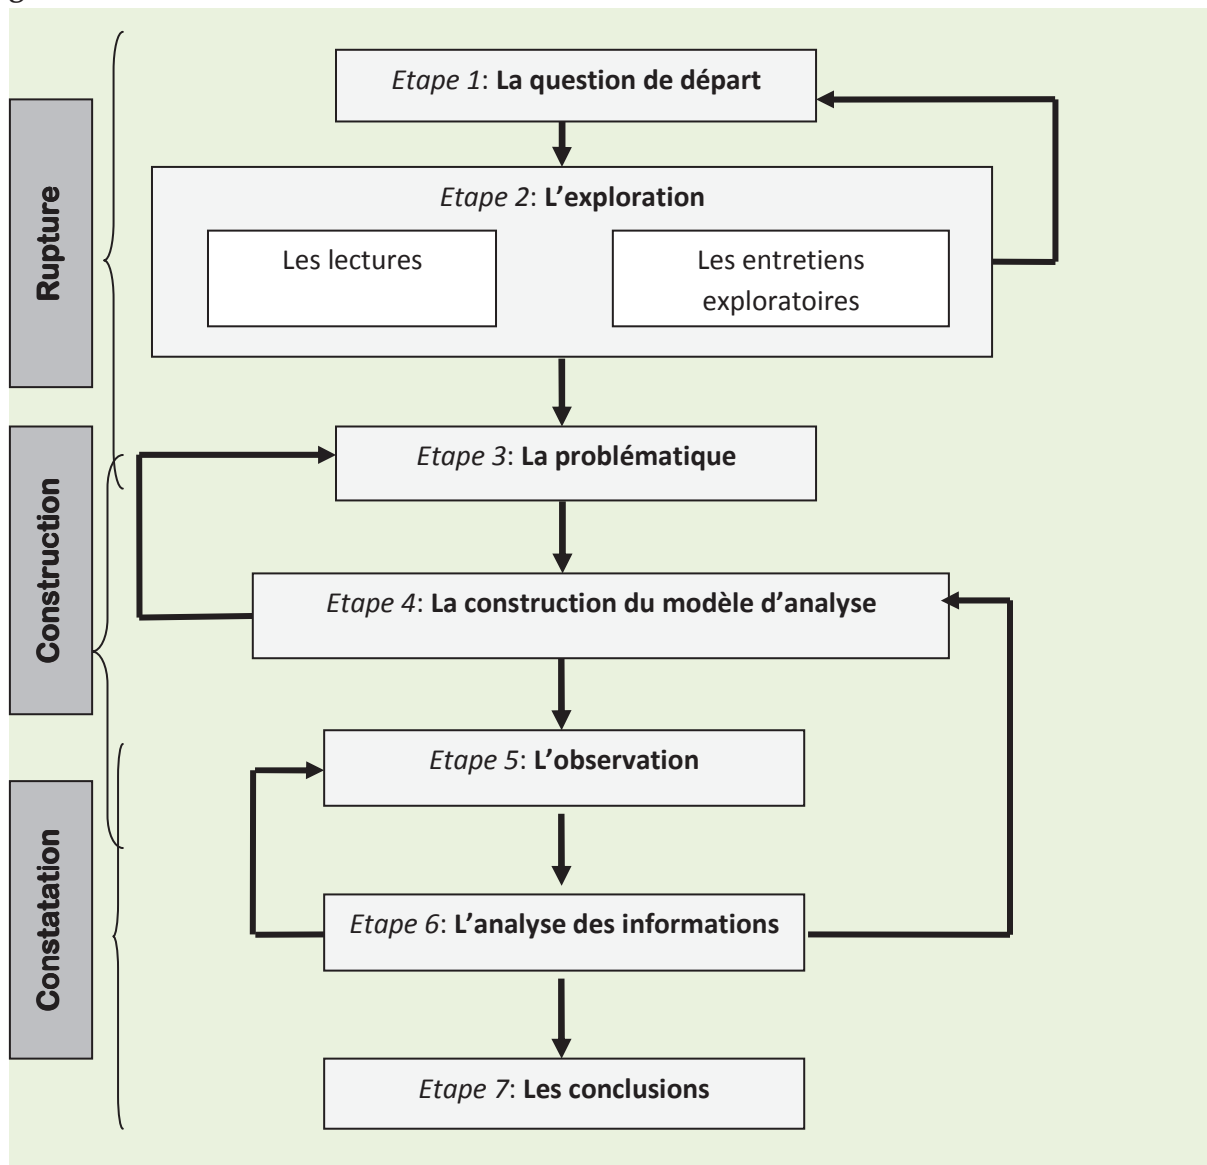 Etape 1: La question de départ
Rupture
Etape 2: L’exploration
Les lectures
Les entretiens
exploratoires
Construction
Etape 3: La problématique
Etape 4: La construction du modèle d’analyse
Constatation
Etape 5: L’observation
Etape 6: L’analyse des informations
Etape 7: Les conclusions